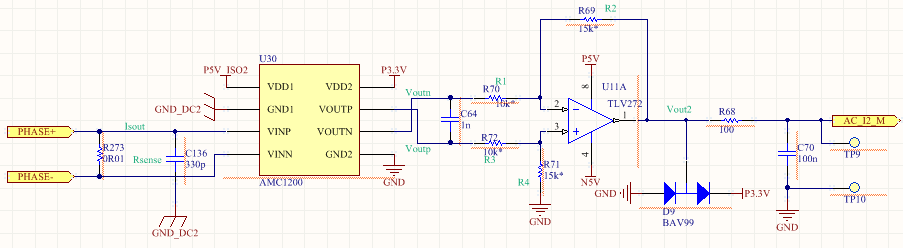 R69
R2
15k*
U30
P5V_ISO2
P3.3V
P5V
VDD1
VDD2
Voutn
R70
R1
10k*
U11A
8
GND_DC2
GND1
VOUTP
C64
1n
2
TLV272
1
Vout2
R68
100
AC_I2_M
PHASE+
Isout
VINP
VOUTN
3
R273
0R01
Rsense
C136
330p
VINN
GND2
Voutp
R72
10k*
R3
R71
15k*
4
C70
100n
TP9
PHASE-
AMC1200
GND
R4
N5V
GND
P3.3V
TP10
D9
BAV99
GND
GND
GND_DC2